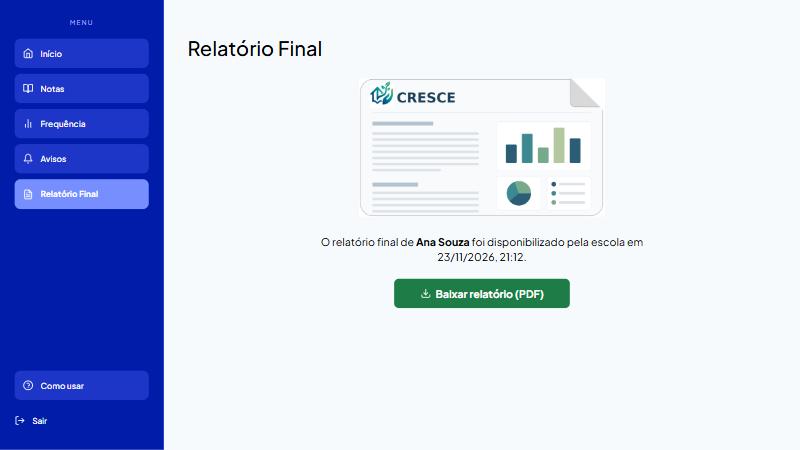 MENU
Início
Notas
Frequência
Avisos
Relatório Final
Como usar
Sair
Relatório Final
CRESCE
O relatório final de Ana Souza foi disponibilizado pela escola em
23/11/2026, 21:12.
Baixar relatório (PDF)